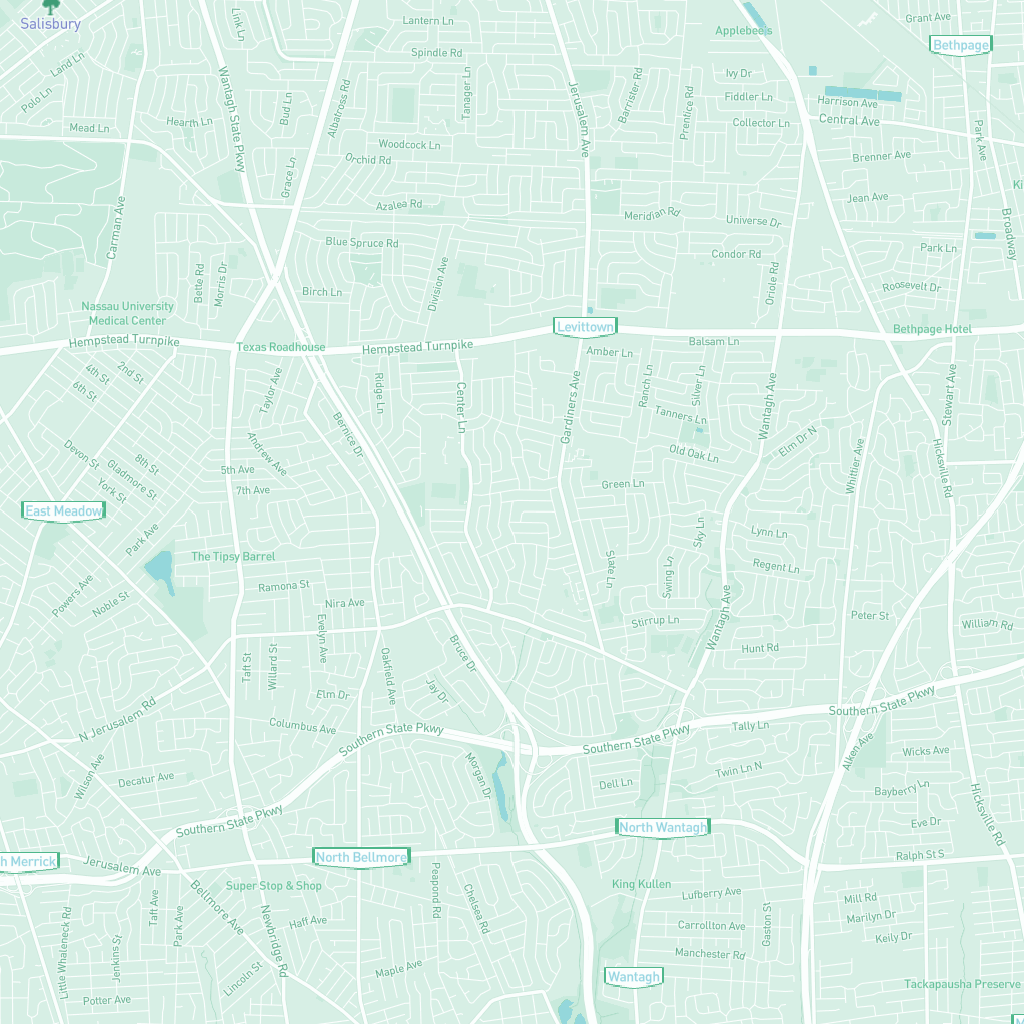 Salisbury
Lantern Ln
Link Ln
Applebee's
Grant Ave
Bethpage
Spindle Rd
Land Ln
Polo Ln
Wantagh State Pkwy
Tanager Ln
Jerusalem Ave
Barrister Rd
Prentice Rd
Ivy Dr
Fiddler Ln
Collector Ln
Harrison Ave
Central Ave
Mead Ln
Hearth Ln
Bud Ln
Albatross Rd
Woodcock Ln
Orchid Rd
Brenner Ave
Park Ave
Grace Ln
Azalea Rd
Meridian Rd
Universe Dr
Jean Ave
Ki
Broadway
Carman Ave
Blue Spruce Rd
Condor Rd
Park Ln
Bette Rd
Morris Dr
Birch Ln
Division Ave
Oriole Rd
Roosevelt Dr
Nassau University
Medical Center
Hempstead Turnpike
Texas Roadhouse
Hempstead Turnpike
Levittown
Bethpage Hotel
Balsam Ln
Amber Ln
2nd St
4th St
6th St
Taylor Ave
Ridge Ln
Center Ln
Gardiners Ave
Ranch Ln
Silver Ln
Wantagh Ave
Stewart Ave
Bernice Dr
Tanners Ln
Elm Dr N
Whittier Ave
Hicksville Rd
Devon St
8th St
Gladmore St
York St
Andrew Ave
5th Ave
7th Ave
Old Oak Ln
Green Ln
East Meadow
Park Ave
The Tipsy Barrel
Sky Ln
Lynn Ln
Regent Ln
Slate Ln
Swing Ln
Powers Ave
Noble St
Ramona St
Nira Ave
Evelyn Ave
Stirrup Ln
Wantagh Ave
Peter St
William Rd
Taft St
Willard St
Oakfield Ave
Bruce Dr
Hunt Rd
Elm Dr
Jay Dr
N Jerusalem Rd
Columbus Ave
Southern State Pkwy
Southern State Pkwy
Tally Ln
Southern State Pkwy
Aiken Ave
Wicks Ave
Wilson Ave
Decatur Ave
Morgan Dr
Dell Ln
Twin Ln N
Bayberry Ln
Hicksville Rd
Southern State Pkwy
North Wantagh
Eve Dr
h Merrick
Jerusalem Ave
North Bellmore
Ralph St S
Super Stop & Shop
Bellmore Ave
Taft Ave
Park Ave
Little Whaleneck Rd
Newbridge Rd
Haff Ave
Peapond Rd
Chelsea Rd
King Kullen
Lufberry Ave
Carrollton Ave
Gaston St
Mill Rd
Marilyn Dr
Keily Dr
Jenkins St
Lincoln St
Maple Ave
Manchester Rd
Wantagh
Potter Ave
Tackapausha Preserve